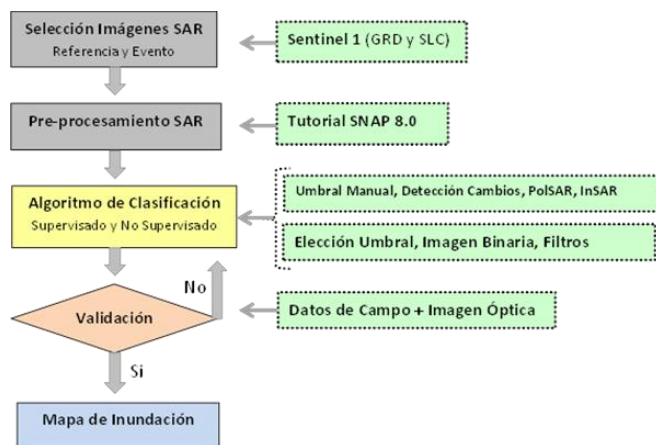 Selección Imágenes SAR
Referencia y Evento
Sentinel 1 (GRD y SLC)
Pre-procesamiento SAR
Tutorial SNAP 8.0
Algoritmo de Clasificación
Supervisado y No Supervisado
Umbral Manual, Detección Cambios, PolSAR, InSAR
Elección Umbral, Imagen Binaria, Filtros
No
Validación
Datos de Campo + Imagen Óptica
Si
Mapa de Inundación